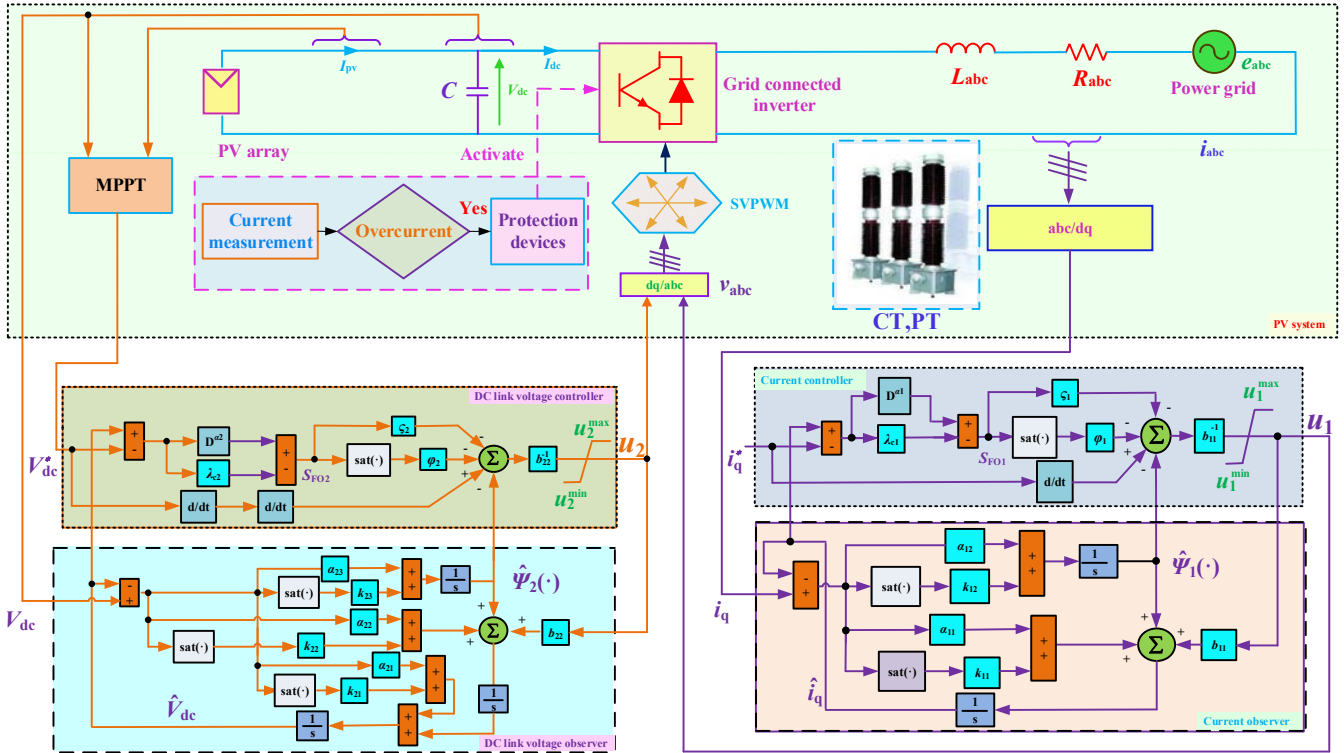 I_pv
I_dc
C
V_dc
PV array
MPPT
Activate
Grid connected
inverter
L_abc
R_abc
e_abc
Power grid
i_abc
Current
measurement
Overcurrent
Yes
Protection
devices
SVPWM
dq/abc
v_abc
CT,PT
abc/dq
PV system
DC link voltage controller
V_dc^*
+
-
D^α2
λ_c2
+
-
S_FO2
ς_2
sat(·)
φ_2
d/dt
d/dt
-
-
+
-
Σ
b_22^-1
u_2^max
u_2^min
u_2
Current controller
i_q^*
+
-
D^α1
λ_c1
+
-
S_FO1
ς_1
sat(·)
φ_1
d/dt
-
-
+
-
Σ
b_11^-1
u_1^max
u_1^min
u_1
V_dc
-
+
α_23
sat(·)
k_23
+
+
1/s
Ψ̂_2(·)
α_22
sat(·)
k_22
+
+
+
+
+
Σ
b_22
α_21
sat(·)
k_21
+
+
1/s
V̂_dc
1/s
+
+
DC link voltage observer
i_q
-
+
α_12
sat(·)
k_12
+
+
1/s
Ψ̂_1(·)
α_11
sat(·)
k_11
+
+
+
+
+
Σ
b_11
î_q
1/s
Current observer